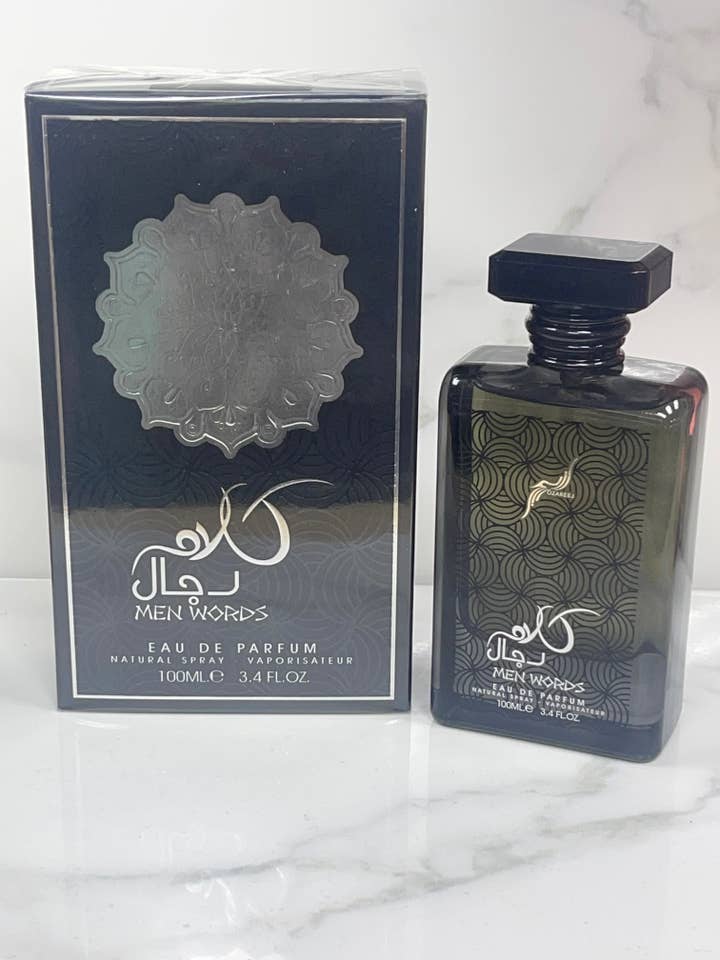 كلام
رجال
MEN WORDS
EAU DE PARFUM
NATURAL SPRAY - VAPORISATEUR
100ML.℮ 3.4 FL.OZ.
OZAREEJ
كلام
رجال
MEN WORDS
EAU DE PARFUM
NATURAL SPRAY - VAPORISATEUR
100ML.℮ 3.4 FL.OZ.